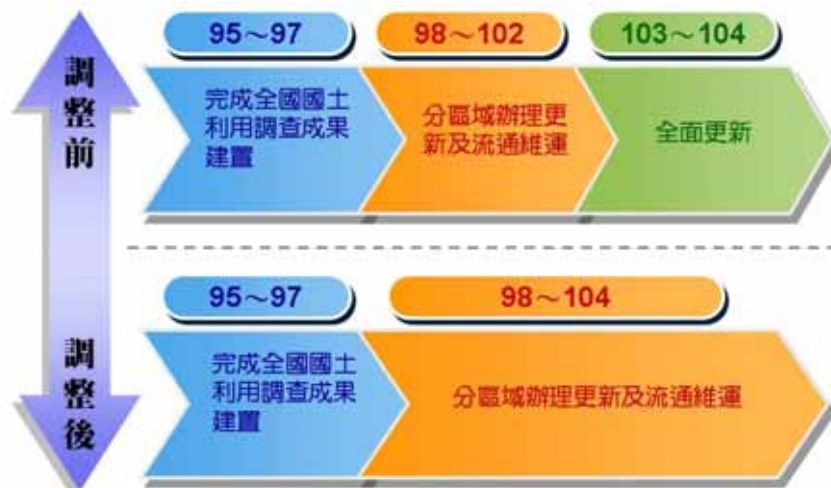 調整前
95～97
98～102
103～104
完成全國國土
利用調查成果
建置
分區域辦理更
新及流通維運
全面更新
調整後
95～97
98～104
完成全國國土
利用調查成果
建置
分區域辦理更新及流通維運